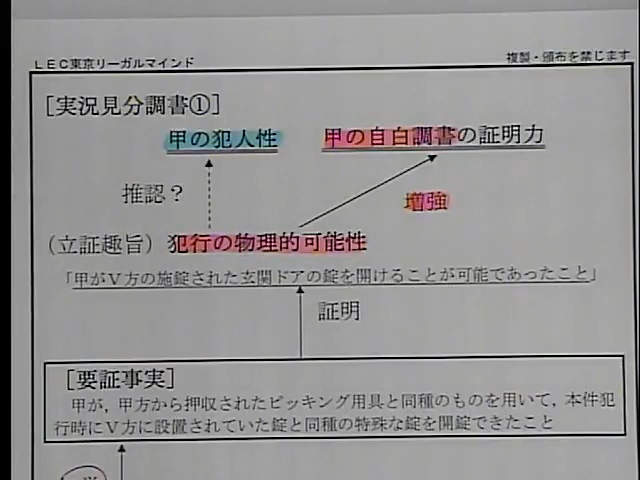 LEC東京リーガルマインド
複製・頒布を禁じます
[実況見分調書①]
甲の犯人性
甲の自白調書の証明力
推認？
増強
(立証趣旨) 犯行の物理的可能性
「甲がV方の施錠された玄関ドアの錠を開けることが可能であったこと」
証明
[要証事実]
甲が，甲方から押収されたピッキング用具と同種のものを用いて，本件犯
行時にV方に設置されていた錠と同種の特殊な錠を開錠できたこと